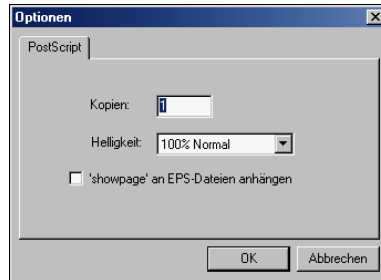 Optionen
PostScript
Kopien: 1
Helligkeit: 100% Normal
'showpage' an EPS-Dateien anhängen
OK Abbrechen